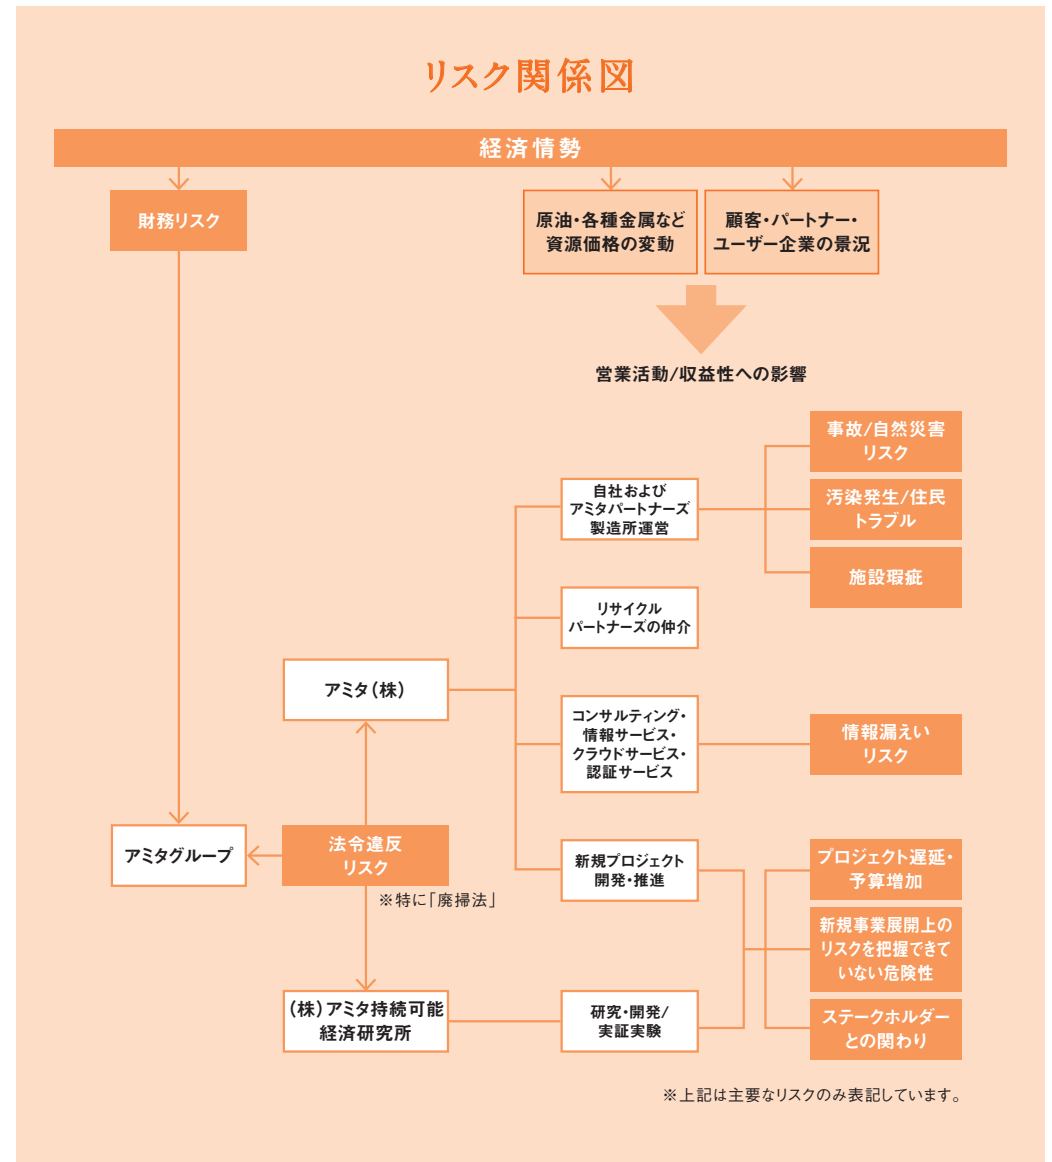 リスク関係図
経済情勢
財務リスク
原油・各種金属など
資源価格の変動
顧客・パートナー・
ユーザー企業の景況
営業活動/収益性への影響
事故/自然災害
リスク
自社および
アミタパートナーズ
製造所運営
汚染発生/住民
トラブル
施設瑕疵
リサイクル
パートナーズの仲介
アミタ(株)
コンサルティング・
情報サービス・
クラウドサービス・
認証サービス
情報漏えい
リスク
アミタグループ
法令違反
リスク
※特に「廃掃法」
新規プロジェクト
開発・推進
プロジェクト遅延・
予算増加
新規事業展開上の
リスクを把握できて
いない危険性
(株)アミタ持続可能
経済研究所
研究・開発/
実証実験
ステークホルダー
との関わり
※上記は主要なリスクのみ表記しています。